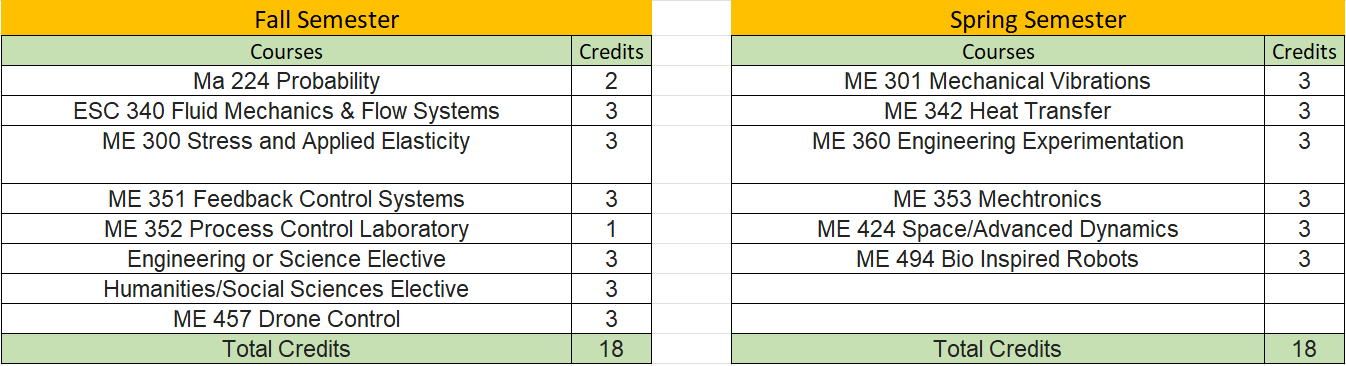 Fall Semester Spring Semester
Courses Credits Courses Credits
Ma 224 Probability 2 ME 301 Mechanical Vibrations 3
ESC 340 Fluid Mechanics & Flow Systems 3 ME 342 Heat Transfer 3
ME 300 Stress and Applied Elasticity 3 ME 360 Engineering Experimentation 3
ME 351 Feedback Control Systems 3 ME 353 Mechtronics 3
ME 352 Process Control Laboratory 1 ME 424 Space/Advanced Dynamics 3
Engineering or Science Elective 3 ME 494 Bio Inspired Robots 3
Humanities/Social Sciences Elective 3
ME 457 Drone Control 3
Total Credits 18 Total Credits 18